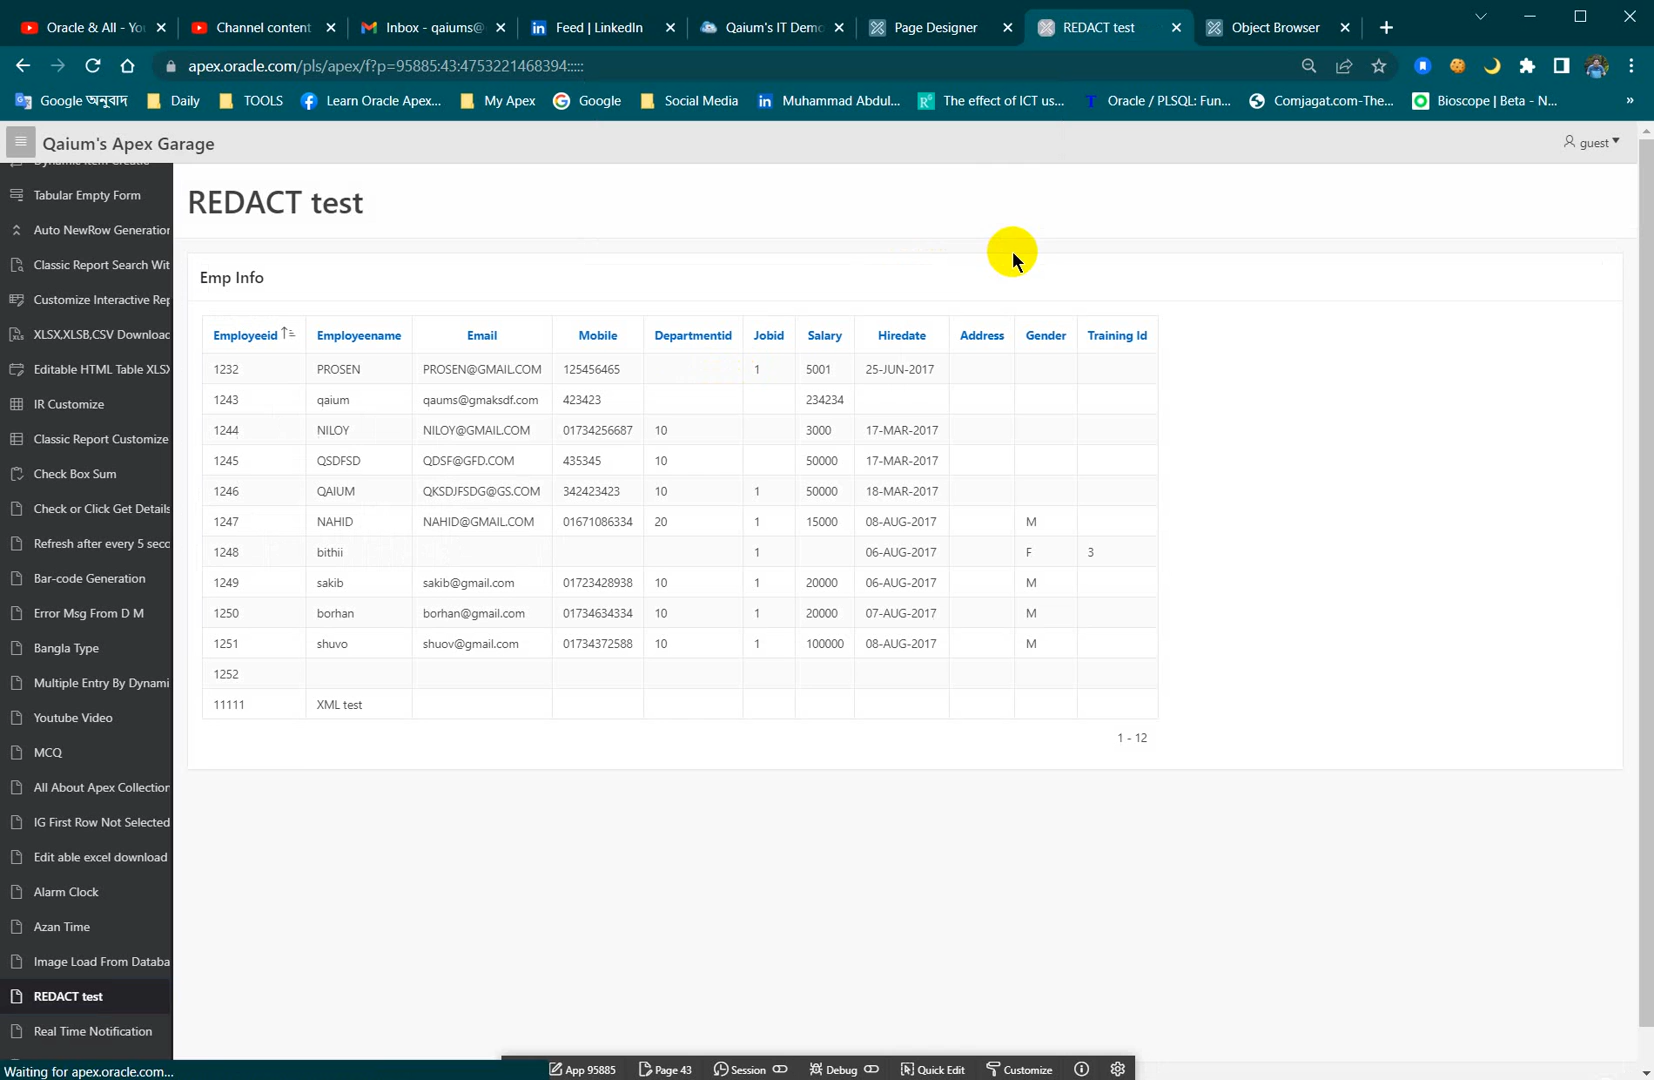 Oracle & All - Yo
Channel content
Inbox - qaiums@
Feed | LinkedIn
Qaium's IT Demo
Page Designer
REDACT test
Object Browser
apex.oracle.com/pls/apex/f?p=95885:43:4753221468394:::::
Google অনুবাদ
Daily
TOOLS
Learn Oracle Apex...
My Apex
Google
Social Media
Muhammad Abdul...
The effect of ICT us...
Oracle / PLSQL: Fun...
Comjagat.com-The...
Bioscope | Beta - N...
Qaium's Apex Garage
guest
Tabular Empty Form
Auto NewRow Generation
Classic Report Search Wit
Customize Interactive Rep
XLSX,XLSB,CSV Downloac
Editable HTML Table XLSX
IR Customize
Classic Report Customize
Check Box Sum
Check or Click Get Details
Refresh after every 5 seco
Bar-code Generation
Error Msg From D M
Bangla Type
Multiple Entry By Dynami
Youtube Video
MCQ
All About Apex Collection
IG First Row Not Selected
Edit able excel download
Alarm Clock
Azan Time
Image Load From Databa
REDACT test
Real Time Notification
REDACT test
Emp Info
Employeeid Employeename Email Mobile Departmentid Jobid Salary Hiredate Address Gender Training Id
1232 PROSEN PROSEN@GMAIL.COM 125456465 1 5001 25-JUN-2017
1243 qaium qaums@gmaksdf.com 423423 234234
1244 NILOY NILOY@GMAIL.COM 01734256687 10 3000 17-MAR-2017
1245 QSDFSD QDSF@GFD.COM 435345 10 50000 17-MAR-2017
1246 QAIUM QKSDJFSDG@GS.COM 342423423 10 1 50000 18-MAR-2017
1247 NAHID NAHID@GMAIL.COM 01671086334 20 1 15000 08-AUG-2017 M
1248 bithii 1 06-AUG-2017 F 3
1249 sakib sakib@gmail.com 01723428938 10 1 20000 06-AUG-2017 M
1250 borhan borhan@gmail.com 01734634334 10 1 20000 07-AUG-2017 M
1251 shuvo shuov@gmail.com 01734372588 10 1 100000 08-AUG-2017 M
1252
11111 XML test
1 - 12
Waiting for apex.oracle.com...
App 95885
Page 43
Session
Debug
Quick Edit
Customize